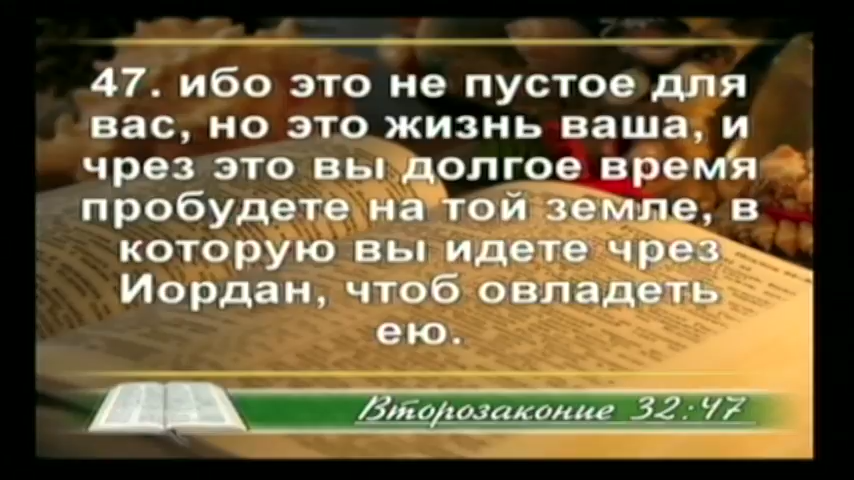 47. ибо это не пустое для
вас, но это жизнь ваша, и
чрез это вы долгое время
пробудете на той земле, в
которую вы идете чрез
Иордан, чтоб овладеть
ею.
Второзаконие 32:47